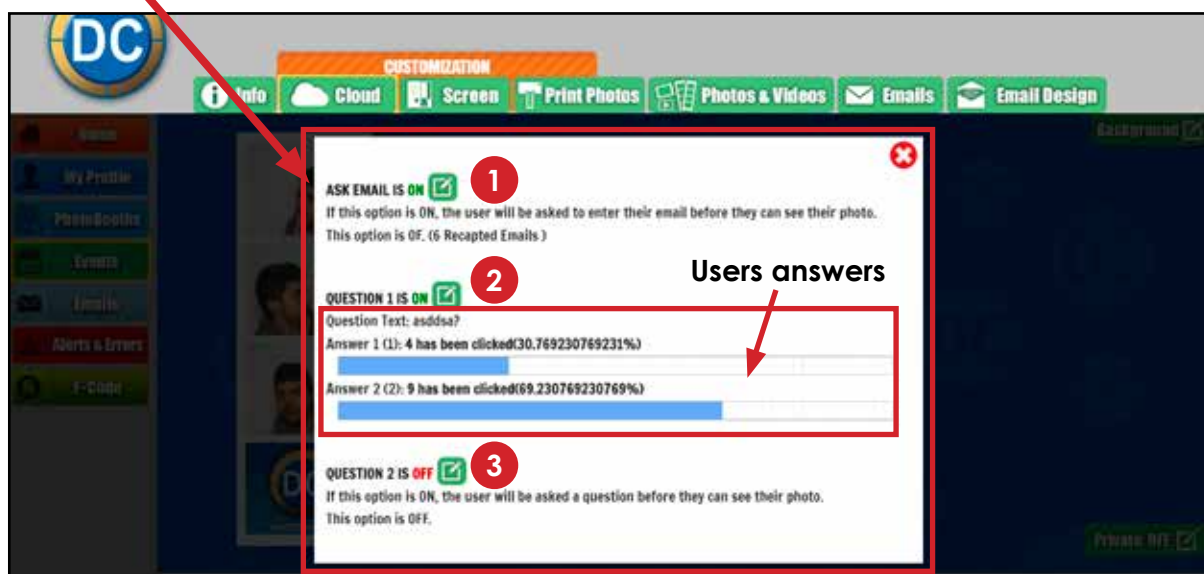 DC
CUSTOMIZATION
Info
Cloud
Screen
Print Photos
Photos & Videos
Emails
Email Design
Background
Home
My Profile
PhotoBooths
Events
Emails
Alerts & Errors
F-Code
ASK EMAIL IS ON
1
If this option is ON, the user will be asked to enter their email before they can see their photo.
This option is OF. (6 Recapted Emails )
Users answers
QUESTION 1 IS ON
2
Question Text: asddsa?
Answer 1 (1): 4 has been clicked(30.769230769231%)
Answer 2 (2): 9 has been clicked(69.230769230769%)
QUESTION 2 IS OFF
3
If this option is ON, the user will be asked a question before they can see their photo.
This option is OFF.
DC
Private OFF